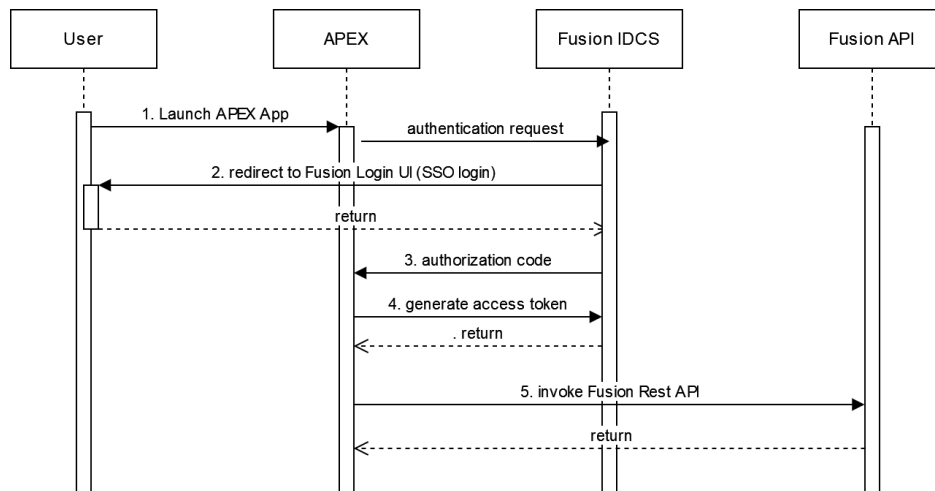 User
APEX
Fusion IDCS
Fusion API
1. Launch APEX App
authentication request
2. redirect to Fusion Login UI (SSO login)
return
3. authorization code
4. generate access token
. return
5. invoke Fusion Rest API
return